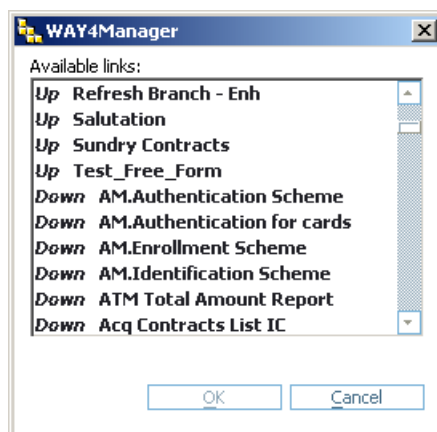 WAY4Manager
Available links:
Up Refresh Branch - Enh
Up Salutation
Up Sundry Contracts
Up Test_Free_Form
Down AM.Authentication Scheme
Down AM.Authentication for cards
Down AM.Enrollment Scheme
Down AM.Identification Scheme
Down ATM Total Amount Report
Down Acq Contracts List IC
OK Cancel